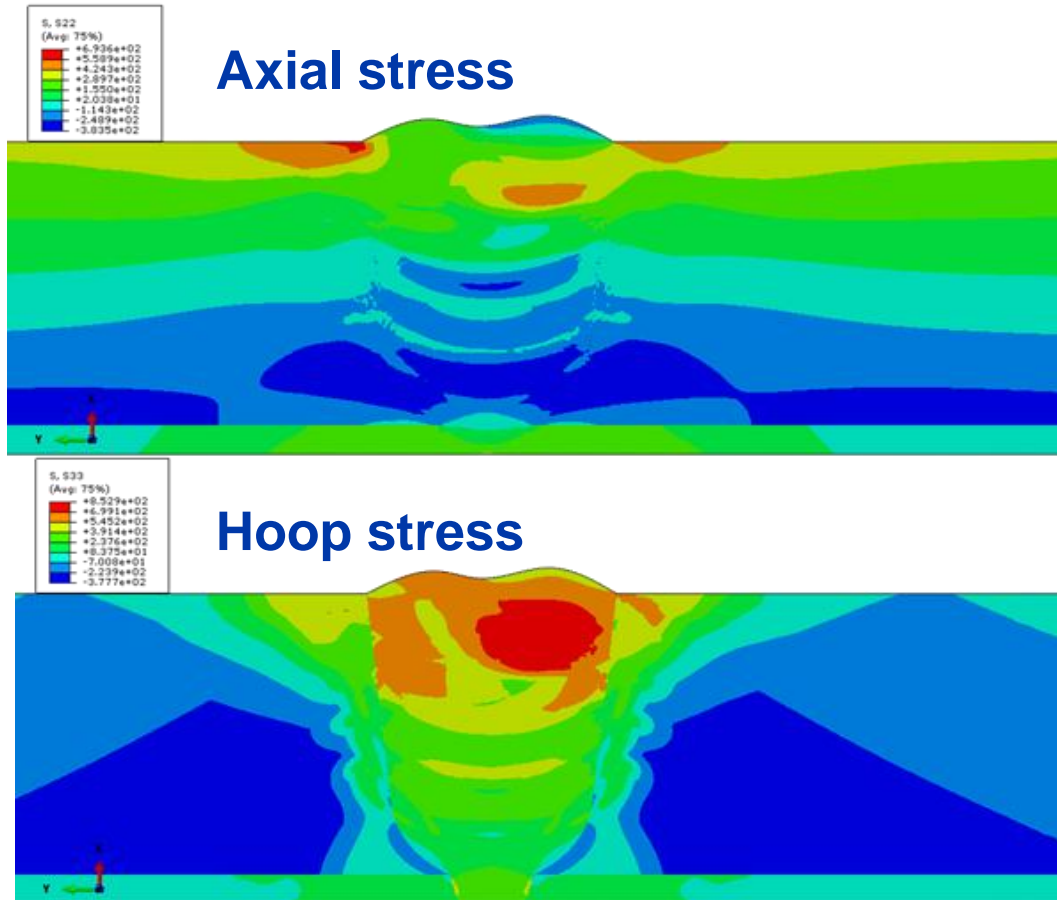 S, S22
(Avg: 75%)
+6.936e+02
+5.589e+02
+4.243e+02
+2.897e+02
+1.550e+02
+2.038e+01
-1.143e+02
-2.489e+02
-3.835e+02
Axial stress
Y
S, S33
(Avg: 75%)
+8.529e+02
+6.991e+02
+5.452e+02
+3.914e+02
+2.376e+02
+8.375e+01
-7.008e+01
-2.239e+02
-3.777e+02
Hoop stress
Y